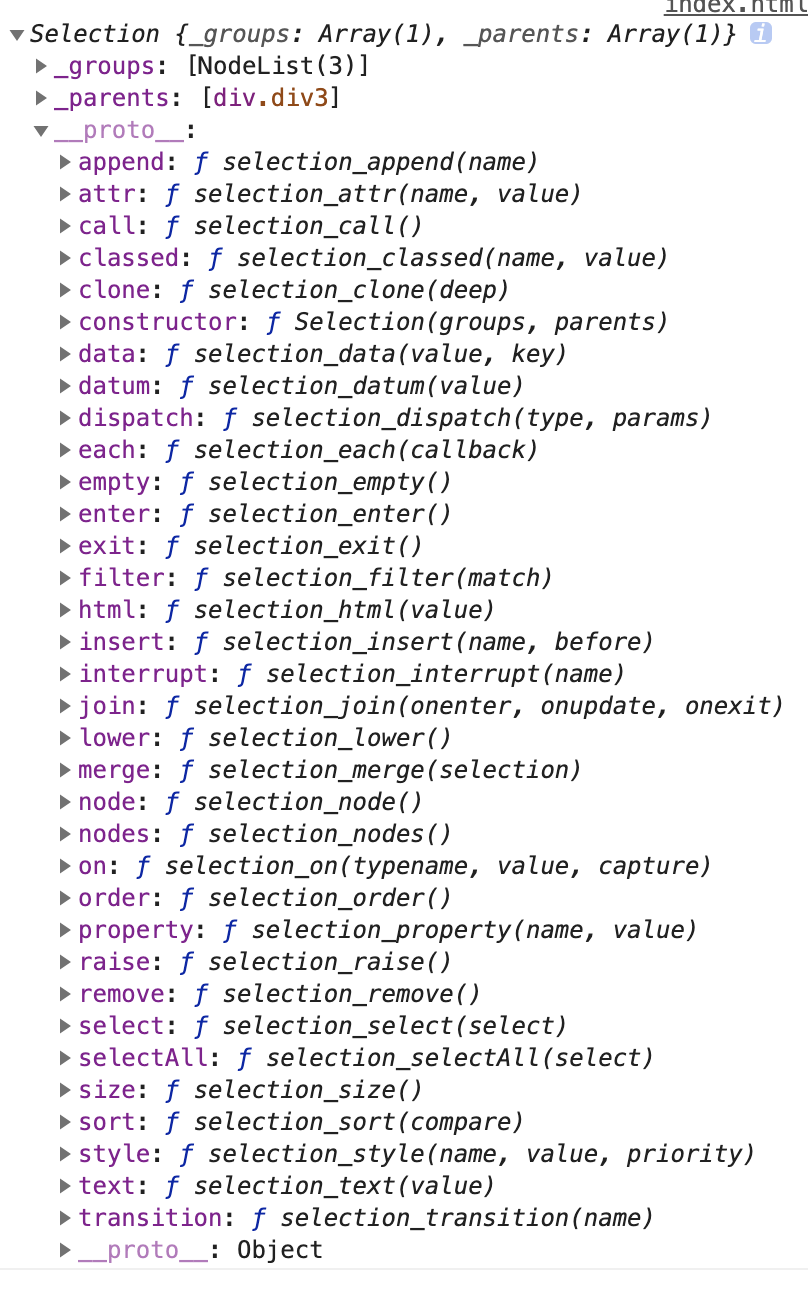 index.html
Selection {_groups: Array(1), _parents: Array(1)} i
_groups: [NodeList(3)]
_parents: [div.div3]
__proto__:
append: ƒ selection_append(name)
attr: ƒ selection_attr(name, value)
call: ƒ selection_call()
classed: ƒ selection_classed(name, value)
clone: ƒ selection_clone(deep)
constructor: ƒ Selection(groups, parents)
data: ƒ selection_data(value, key)
datum: ƒ selection_datum(value)
dispatch: ƒ selection_dispatch(type, params)
each: ƒ selection_each(callback)
empty: ƒ selection_empty()
enter: ƒ selection_enter()
exit: ƒ selection_exit()
filter: ƒ selection_filter(match)
html: ƒ selection_html(value)
insert: ƒ selection_insert(name, before)
interrupt: ƒ selection_interrupt(name)
join: ƒ selection_join(onenter, onupdate, onexit)
lower: ƒ selection_lower()
merge: ƒ selection_merge(selection)
node: ƒ selection_node()
nodes: ƒ selection_nodes()
on: ƒ selection_on(typename, value, capture)
order: ƒ selection_order()
property: ƒ selection_property(name, value)
raise: ƒ selection_raise()
remove: ƒ selection_remove()
select: ƒ selection_select(select)
selectAll: ƒ selection_selectAll(select)
size: ƒ selection_size()
sort: ƒ selection_sort(compare)
style: ƒ selection_style(name, value, priority)
text: ƒ selection_text(value)
transition: ƒ selection_transition(name)
__proto__: Object